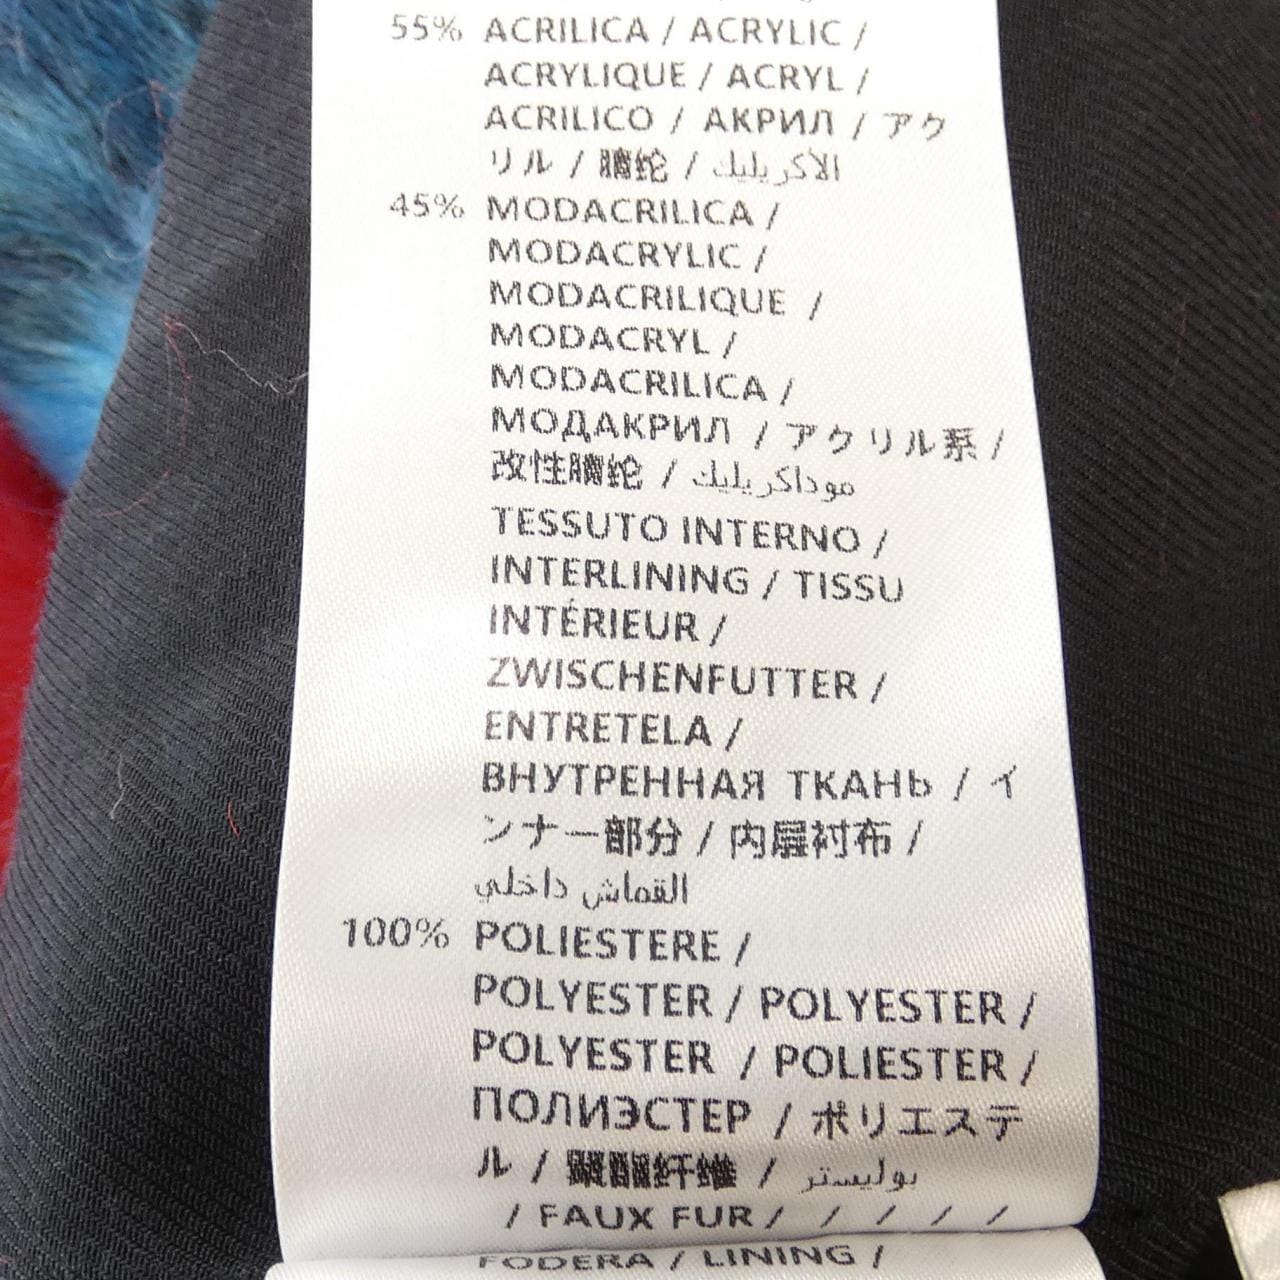 55% ACRILICA / ACRYLIC /
ACRYLIQUE / ACRYL /
ACRILICO / АКРИЛ / アク
リル / 腈纶 / الأكريليك
45% MODACRILICA /
MODACRYLIC /
MODACRILIQUE /
MODACRYL /
MODACRILICA /
МОДАКРИЛ / アクリル系 /
改性腈纶 / موداكريليك
TESSUTO INTERNO /
INTERLINING / TISSU
INTÉRIEUR /
ZWISCHENFUTTER /
ENTRETELA /
ВНУТРЕННАЯ ТКАНЬ / イ
ンナー部分 / 内层衬布 /
القماش داخلي
100% POLIESTERE /
POLYESTER / POLYESTER /
POLYESTER / POLIESTER /
ПОЛИЭСТЕР / ポリエステ
ル / 聚酯纤维 / بوليستر
/ FAUX FUR / / / / /
FODERA / LINING /